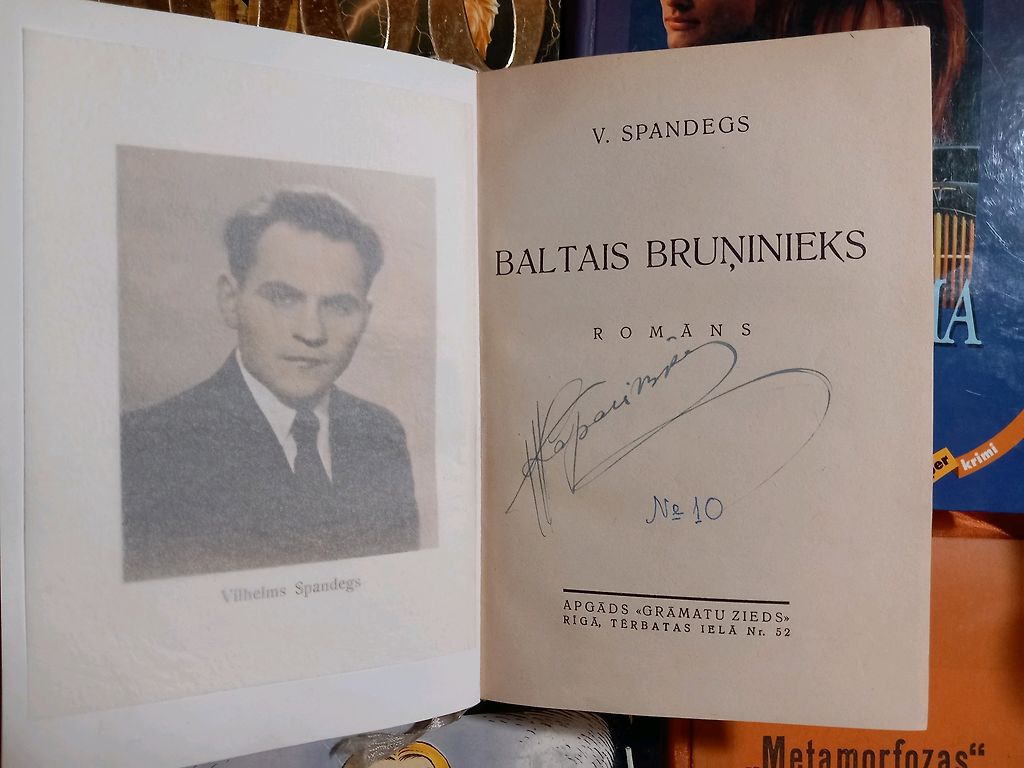 Vilhelms Spandegs
V. SPANDEGS
BALTAIS BRUŅINIEKS
ROMĀNS
№ 10
APGĀDS «GRĀMATU ZIEDS»
RĪGĀ, TĒRBATAS IELĀ Nr. 52
krimi
„Metamorfozas“